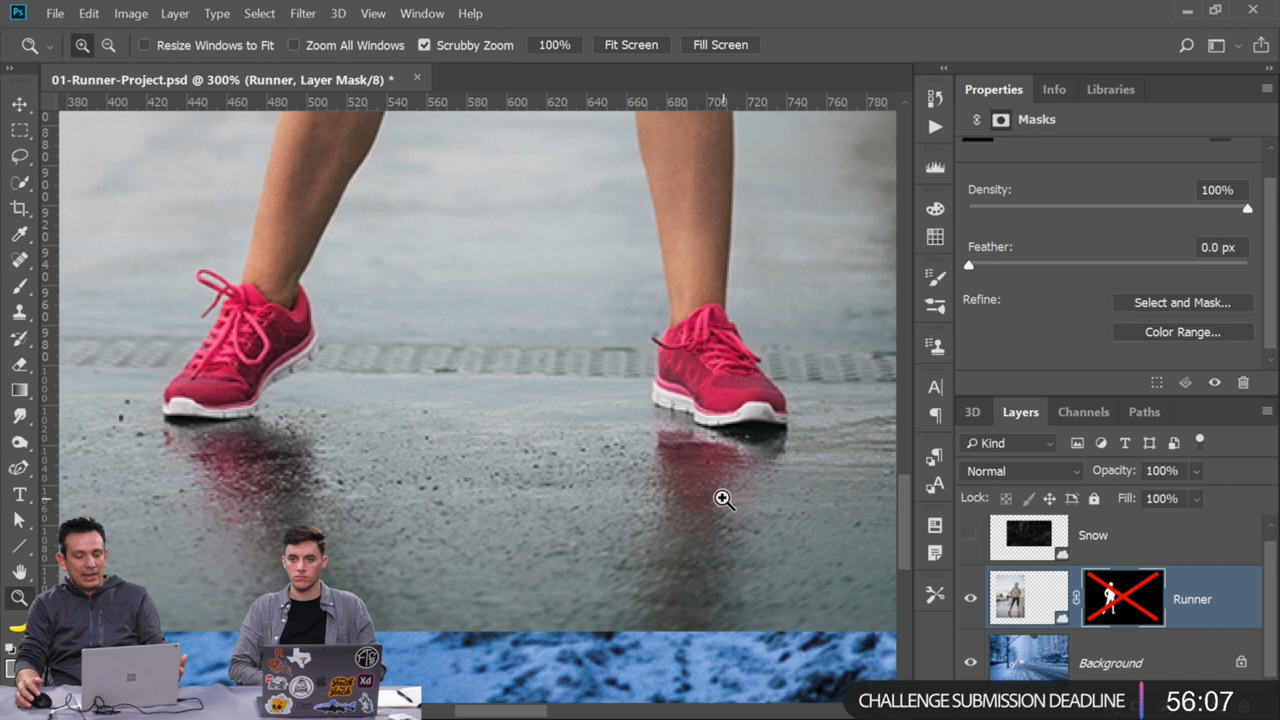 Ps File Edit Image Layer Type Select Filter 3D View Window Help
Resize Windows to Fit Zoom All Windows Scrubby Zoom 100% Fit Screen Fill Screen
01-Runner-Project.psd @ 300% (Runner, Layer Mask/8) *
380 400 420 440 460 480 500 520 540 560 580 600 620 640 660 680 700 720 740 760 780
Properties Info Libraries
Masks
Density: 100%
Feather: 0.0 px
Refine: Select and Mask...
Color Range...
3D Layers Channels Paths
Kind
Normal Opacity: 100%
Lock: Fill: 100%
Snow
Runner
Background
Xd
CHALLENGE SUBMISSION DEADLINE 56:07